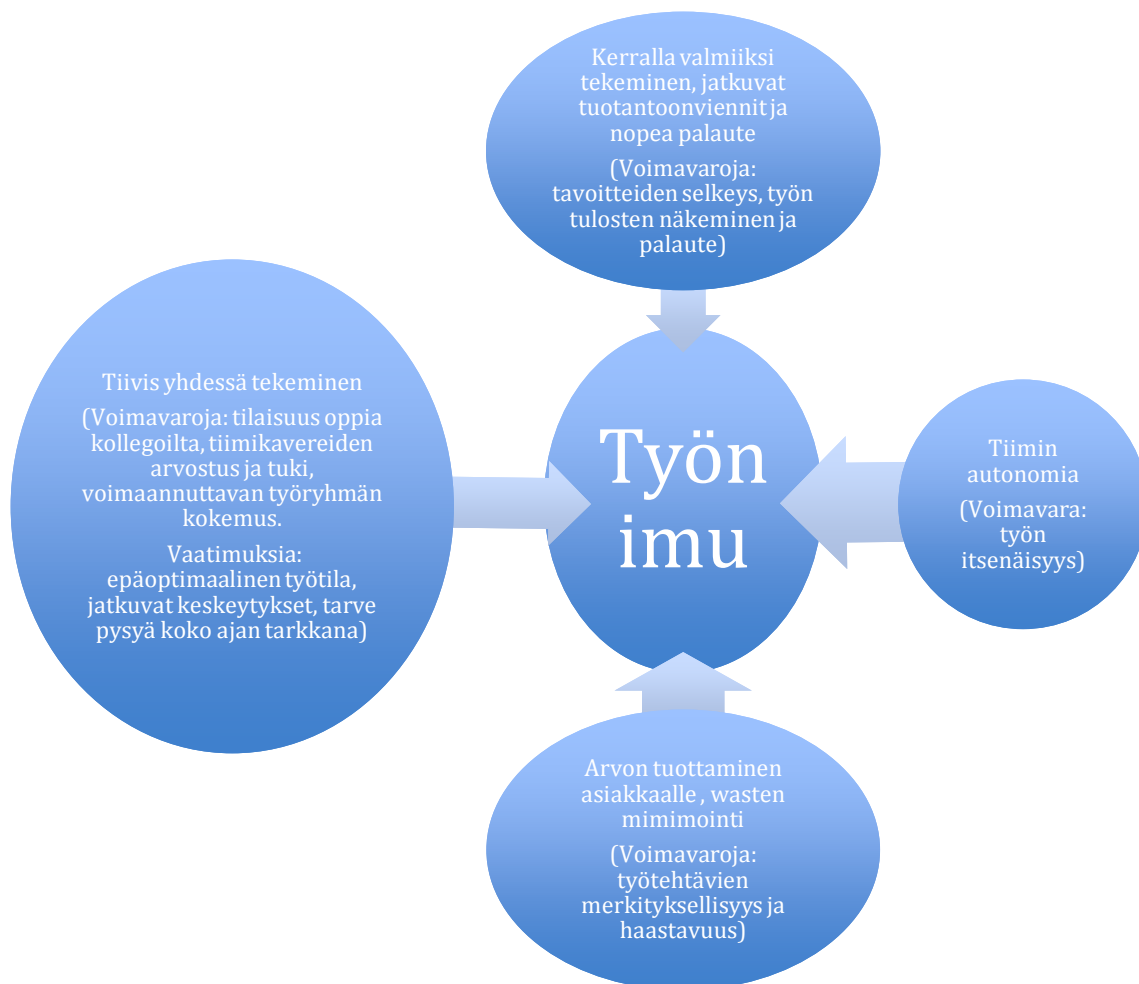 Kerralla valmiiksi
tekeminen, jatkuvat
tuotantoonviennit ja
nopea palaute
(Voimavaroja:
tavoitteiden selkeys, työn
tulosten näkeminen ja
palaute)
Tiivis yhdessä tekeminen
(Voimavaroja: tilaisuus oppia
kollegoilta, tiimikavereiden
arvostus ja tuki,
voimaannuttavan työryhmän
kokemus.
Vaatimuksia:
epäoptimaalinen työtila,
jatkuvat keskeytykset, tarve
pysyä koko ajan tarkkana)
Työn
imu
Tiimin
autonomia
(Voimavara:
työn
itsenäisyys)
Arvon tuottaminen
asiakkaalle , wasten
mimimointi
(Voimavaroja:
työtehtävien
merkityksellisyys ja
haastavuus)